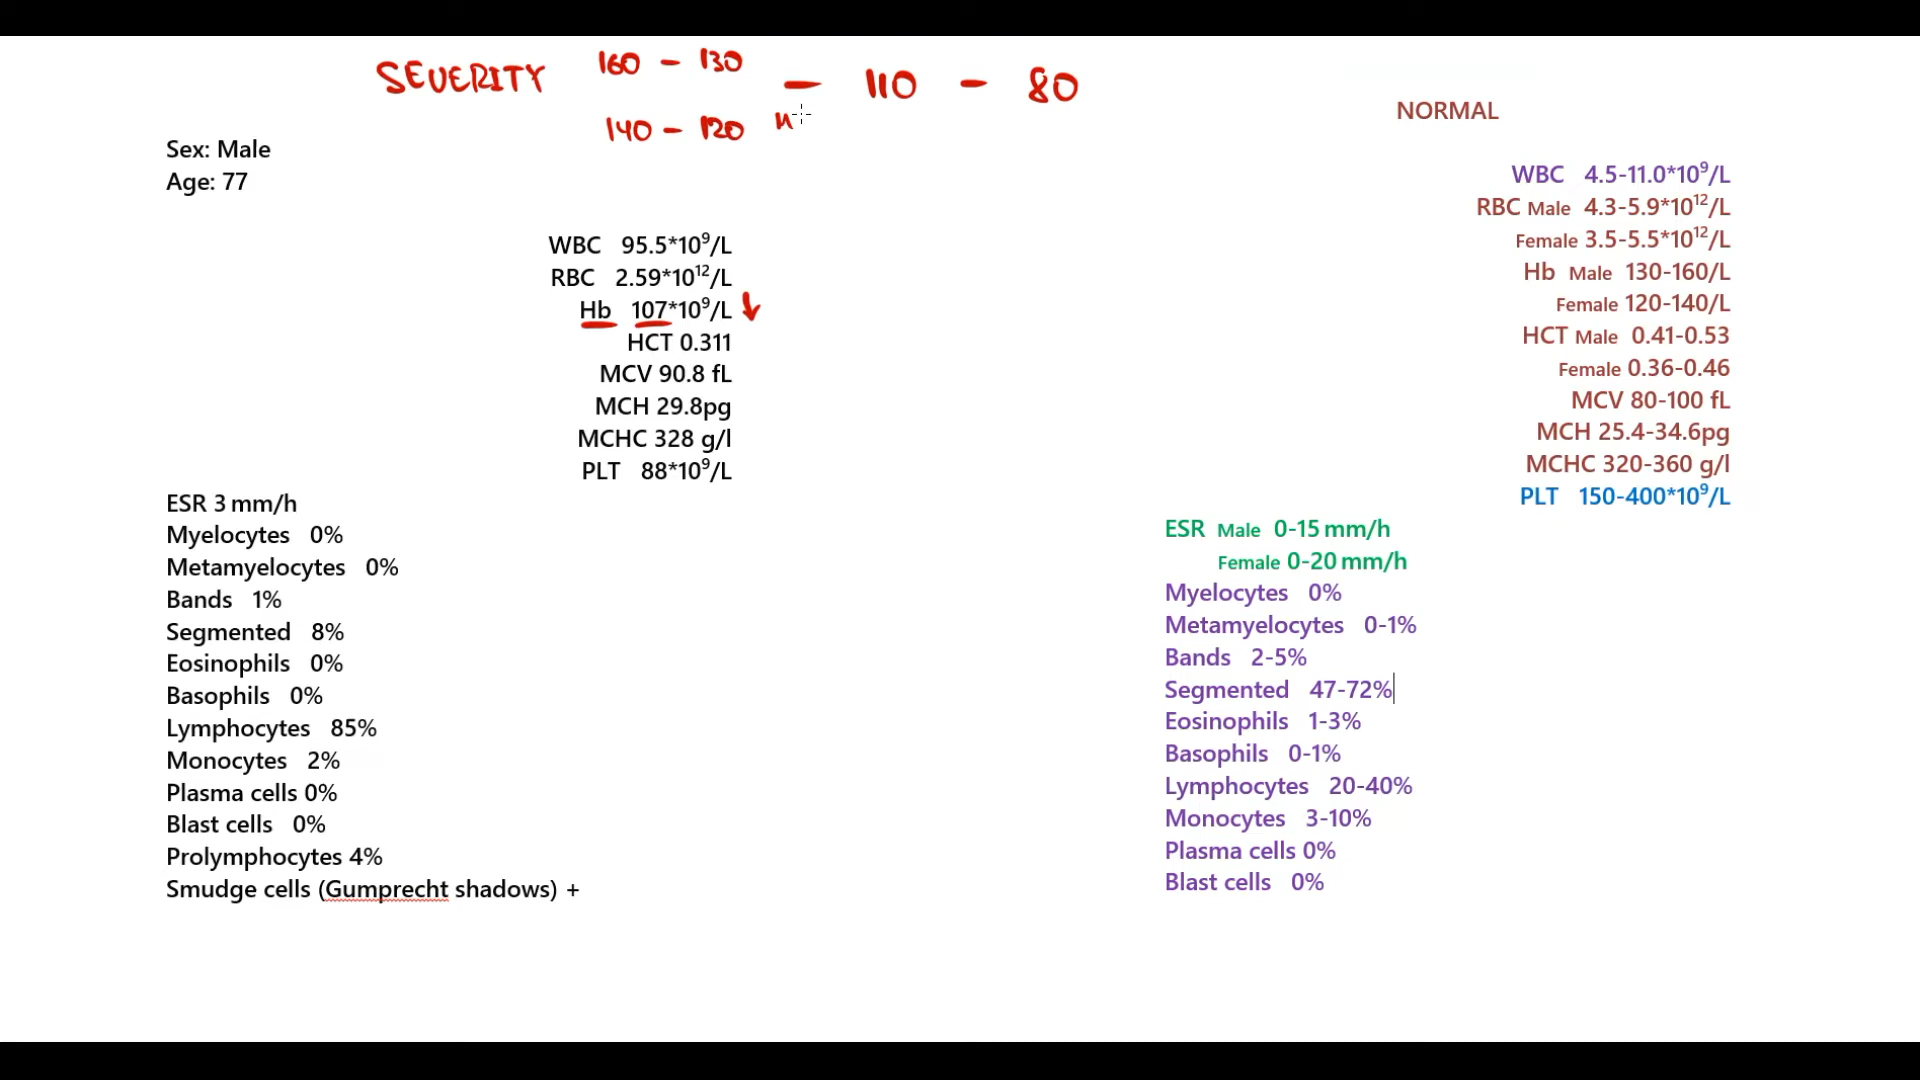 SEVERITY 160 - 130 - 110 - 80
140 - 120
Sex: Male
Age: 77
WBC 95.5*10⁹/L
RBC 2.59*10¹²/L
Hb 107*10⁹/L ↓
HCT 0.311
MCV 90.8 fL
MCH 29.8pg
MCHC 328 g/l
PLT 88*10⁹/L
ESR 3 mm/h
Myelocytes 0%
Metamyelocytes 0%
Bands 1%
Segmented 8%
Eosinophils 0%
Basophils 0%
Lymphocytes 85%
Monocytes 2%
Plasma cells 0%
Blast cells 0%
Prolymphocytes 4%
Smudge cells (Gumprecht shadows) +
NORMAL
WBC 4.5-11.0*10⁹/L
RBC Male 4.3-5.9*10¹²/L
Female 3.5-5.5*10¹²/L
Hb Male 130-160/L
Female 120-140/L
HCT Male 0.41-0.53
Female 0.36-0.46
MCV 80-100 fL
MCH 25.4-34.6pg
MCHC 320-360 g/l
PLT 150-400*10⁹/L
ESR Male 0-15 mm/h
Female 0-20 mm/h
Myelocytes 0%
Metamyelocytes 0-1%
Bands 2-5%
Segmented 47-72%
Eosinophils 1-3%
Basophils 0-1%
Lymphocytes 20-40%
Monocytes 3-10%
Plasma cells 0%
Blast cells 0%